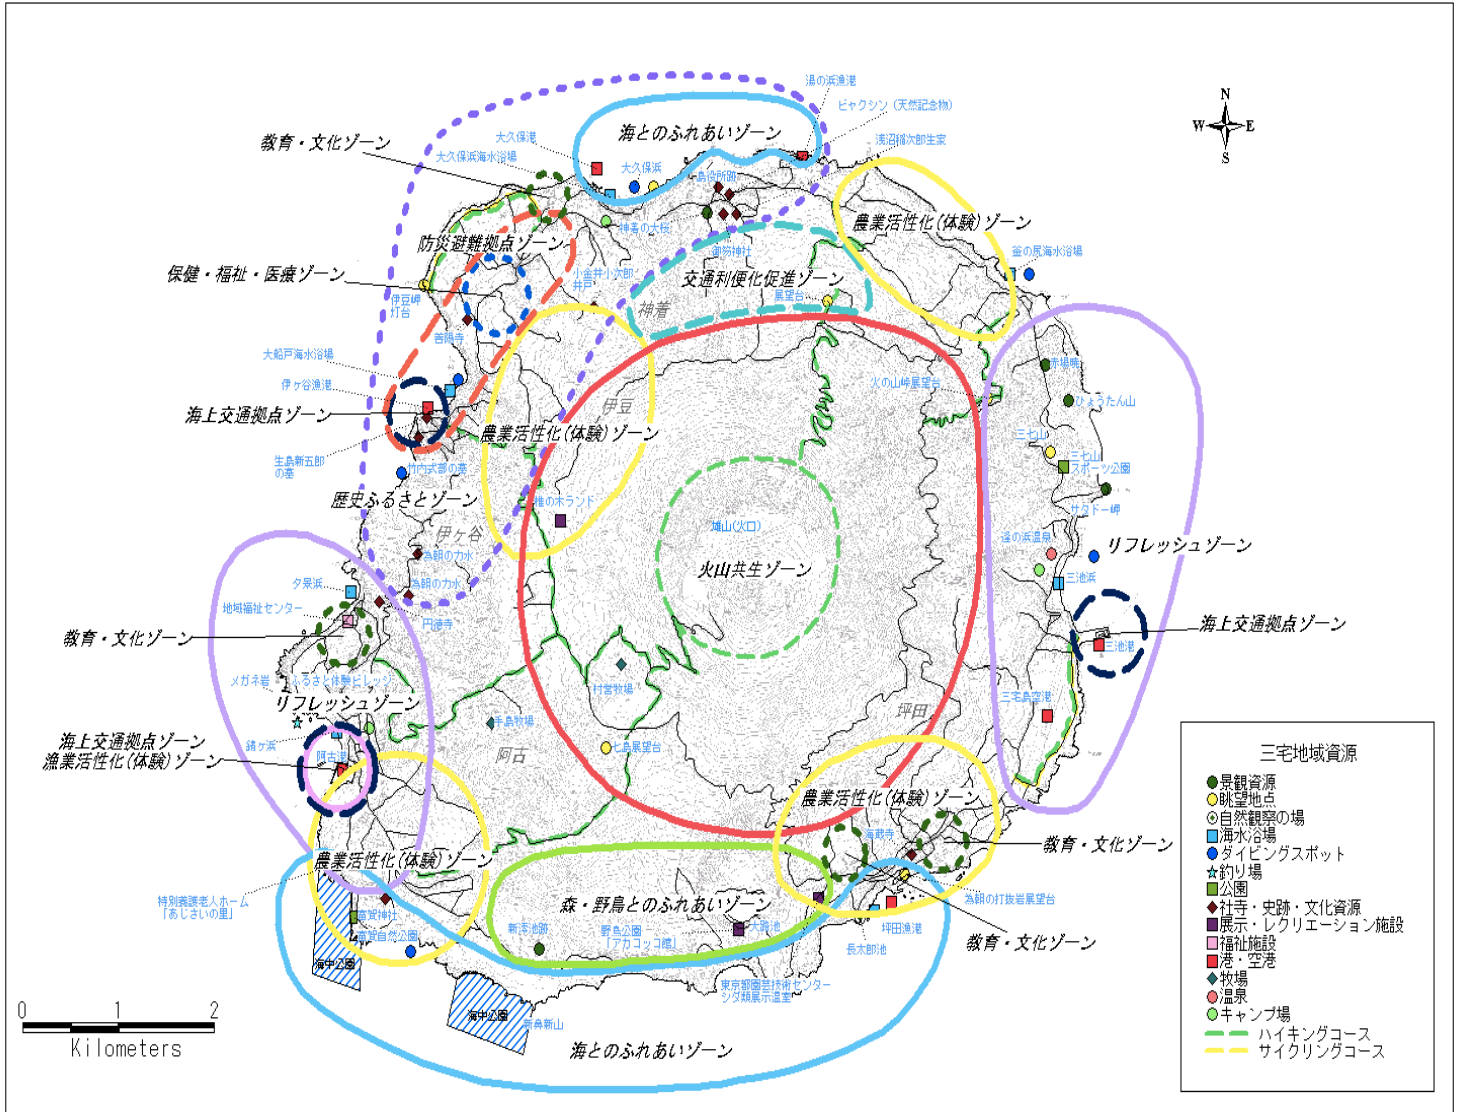 湯の浜漁港
ビャクシン（天然記念物）
N
W E
S
海とのふれあいゾーン
教育・文化ゾーン
大久保港
浅沼稲次郎生家
大久保浜海水浴場
大久保浜
島役所跡
農業活性化(体験)ゾーン
神着の大桜
防災避難拠点ゾーン
御笏神社
釜の尻海水浴場
保健・福祉・医療ゾーン
小金井小次郎
井戸
交通利便化促進ゾーン
展望台
伊豆岬
灯台
神着
善陽寺
大船戸海水浴場
伊ヶ谷漁港
赤場暁
火の山峠展望台
ひょうたん山
海上交通拠点ゾーン
伊豆
農業活性化(体験)ゾーン
三七山
生島新五郎
の墓
竹内式部の墓
三七山
スポーツ公園
歴史ふるさとゾーン
椎の木ランド
サタドー岬
雄山(火口)
伊ヶ谷
リフレッシュゾーン
為朝の力水
火山共生ゾーン
三池浜
夕景浜
為朝の力水
地域福祉センター
円徳寺
教育・文化ゾーン
海上交通拠点ゾーン
三池港
メガネ岩
ふるさと体験ビレッジ
村営牧場
リフレッシュゾーン
三宅島空港
坪田
手島牧場
錆ヶ浜
海上交通拠点ゾーン
漁業活性化(体験)ゾーン
阿古港
阿古
七島展望台
農業活性化(体験)ゾーン
海蔵寺
教育・文化ゾーン
農業活性化(体験)ゾーン
特別養護老人ホーム
「あじさいの里」
為朝の打抜岩展望台
森・野鳥とのふれあいゾーン
富賀神社
新澪池跡
野鳥公園
「アカコッコ館」
大路池
坪田漁港
富賀自然公園
長太郎池
教育・文化ゾーン
海中公園
東京都園芸技術センター
シダ類展示温室
海中公園
新鼻新山
海とのふれあいゾーン
0 1 2
Kilometers
三宅地域資源
景観資源
眺望地点
自然観察の場
海水浴場
ダイビングスポット
釣り場
公園
社寺・史跡・文化資源
展示・レクリエーション施設
福祉施設
港・空港
牧場
温泉
キャンプ場
ハイキングコース
サイクリングコース